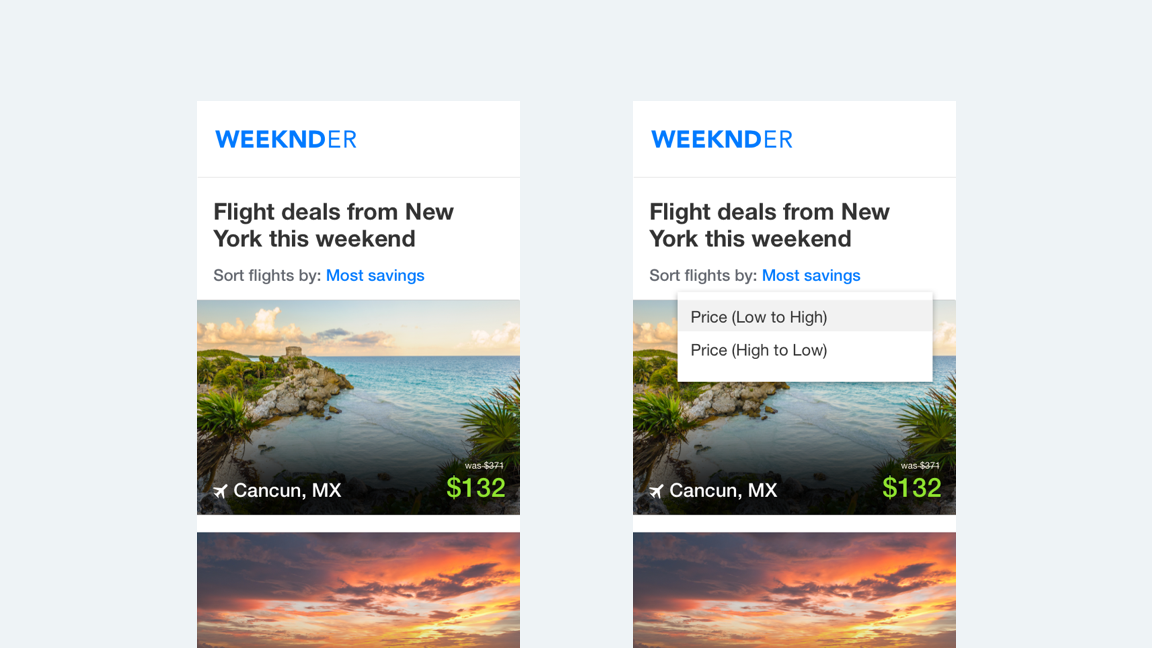 WEEKNDER
Flight deals from New
York this weekend
Sort flights by: Most savings
was $371
Cancun, MX
$132
WEEKNDER
Flight deals from New
York this weekend
Sort flights by: Most savings
Price (Low to High)
Price (High to Low)
was $371
Cancun, MX
$132